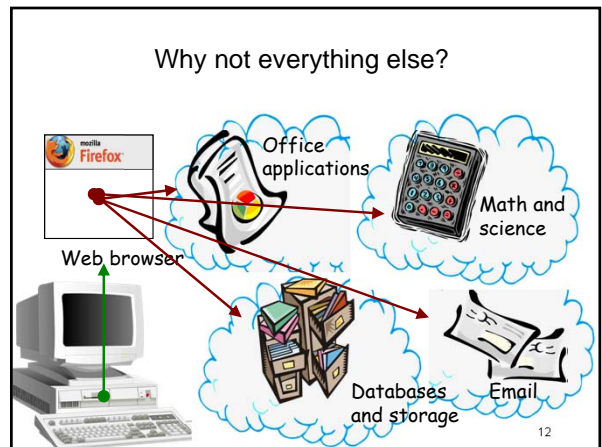 Why not everything else?
mozilla
Firefox
Office
applications
Math and
science
Web browser
Databases
and storage
Email
12